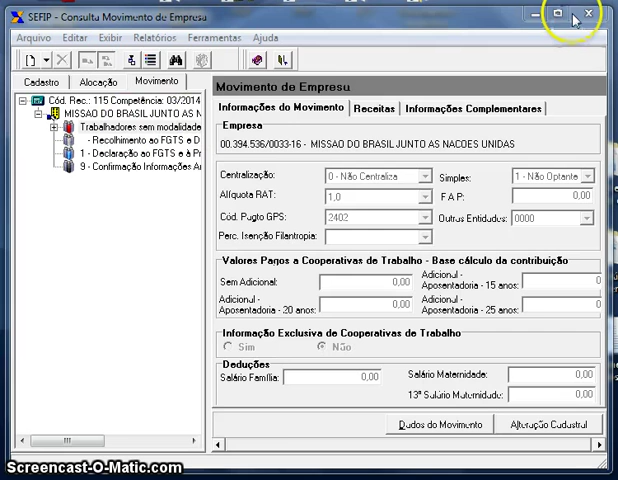 SEFIP - Consulta Movimento de Empresa
Arquivo Editar Exibir Relatórios Ferramentas Ajuda
Cadastro Alocação Movimento
Cód. Rec.: 115 Competência: 03/2014
MISSAO DO BRASIL JUNTO AS N
Trabalhadores sem modalidade
- Recolhimento ao FGTS e D
1 - Declaração ao FGTS e à Pr
9 - Confirmação Informações Ar
Movimento de Empresu
Informações do Movimento Receitas Informações Complementares
Empresa
00.394.536/0033-16 - MISSAO DO BRASIL JUNTO AS NACOES UNIDAS
Centralização: 0 - Não Centraliza Simples: 1 - Não Optante
Alíquota RAT: 1,0 F A P: 0,00
Cód. Pagto GPS: 2402 Outras Entidades: 0000
Perc. Isenção Filantropia:
Valores Pagos a Cooperativas de Trabalho - Base cálculo da contribuição
Sem Adicional: 0,00 Adicional - Aposentadoria - 15 anos: 0
Adicional - Aposentadoria - 20 anos: 0,00 Adicional - Aposentadoria - 25 anos: 0
Informação Exclusiva de Cooperativas de Trabalho
Sim Não
Deduções
Salário Família: 0,00 Salário Maternidade: 0,00
13º Salário Maternidade: 0,00
Dados do Movimento Alteração Cadastral
Screencast-O-Matic.com